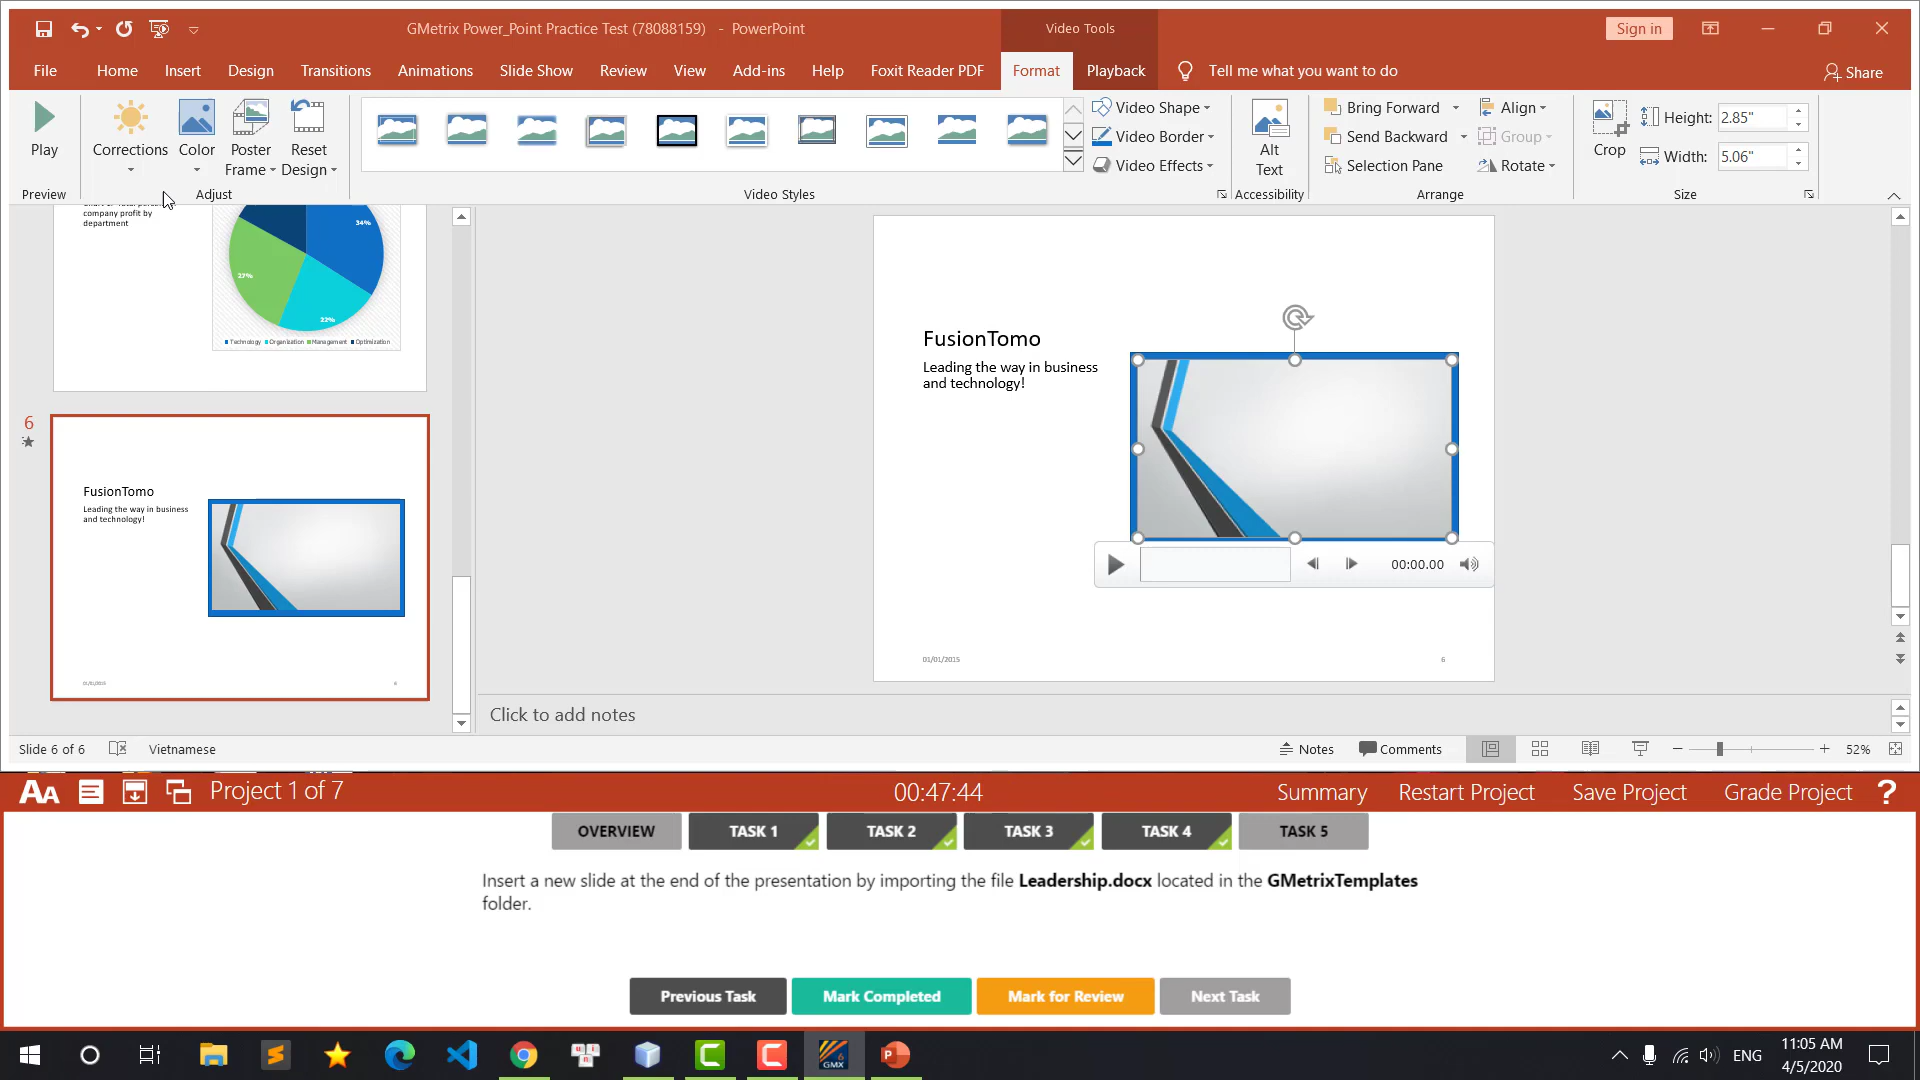 GMetrix Power_Point Practice Test (78088159) - PowerPoint
Video Tools
Sign in
File Home Insert Design Transitions Animations Slide Show Review View Add-ins Help Foxit Reader PDF Format Playback Tell me what you want to do Share
Play
Corrections
Color
Poster
Frame
Reset
Design
Video Shape
Video Border
Video Effects
Alt
Text
Bring Forward
Send Backward
Selection Pane
Align
Group
Rotate
Crop
Height: 2.85"
Width: 5.06"
Preview Adjust Video Styles Accessibility Arrange Size
company profit by
department
34%
27%
22%
Technology Organization Management Optimization
6
FusionTomo
Leading the way in business
and technology!
01/01/2015 6
FusionTomo
Leading the way in business
and technology!
00:00.00
01/01/2015 6
Click to add notes
Slide 6 of 6 Vietnamese Notes Comments 52%
AA Project 1 of 7 00:47:44 Summary Restart Project Save Project Grade Project ?
OVERVIEW TASK 1 TASK 2 TASK 3 TASK 4 TASK 5
Insert a new slide at the end of the presentation by importing the file Leadership.docx located in the GMetrixTemplates
folder.
Previous Task Mark Completed Mark for Review Next Task
GMX
ENG
11:05 AM
4/5/2020